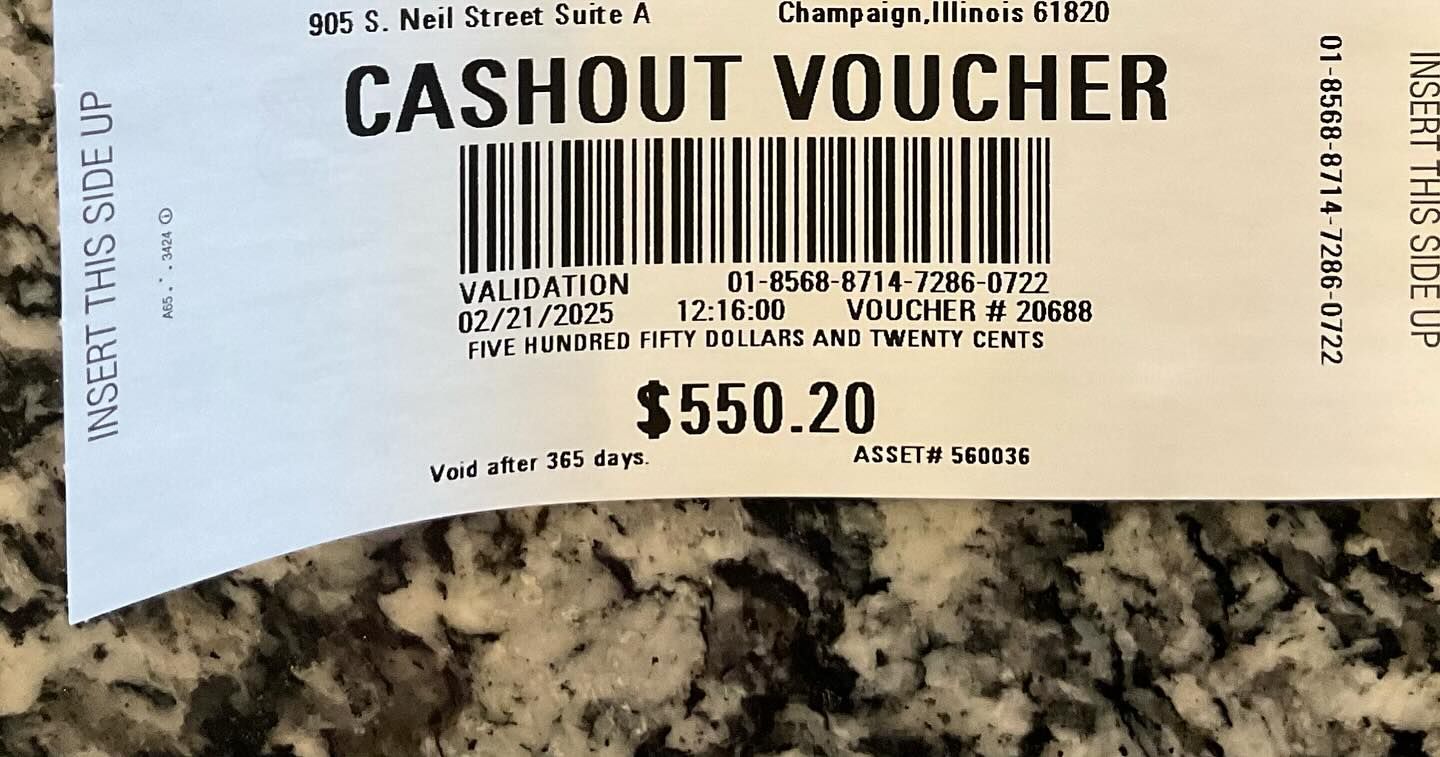 905 S. Neil Street Suite A Champaign,Illinois 61820
CASHOUT VOUCHER
INSERT THIS SIDE UP
VALIDATION 01-8568-8714-7286-0722
02/21/2025 12:16:00 VOUCHER # 20688
FIVE HUNDRED FIFTY DOLLARS AND TWENTY CENTS
$550.20
Void after 365 days. ASSET# 560036
01-8568-8714-7286-0722
INSERT THIS SIDE UP